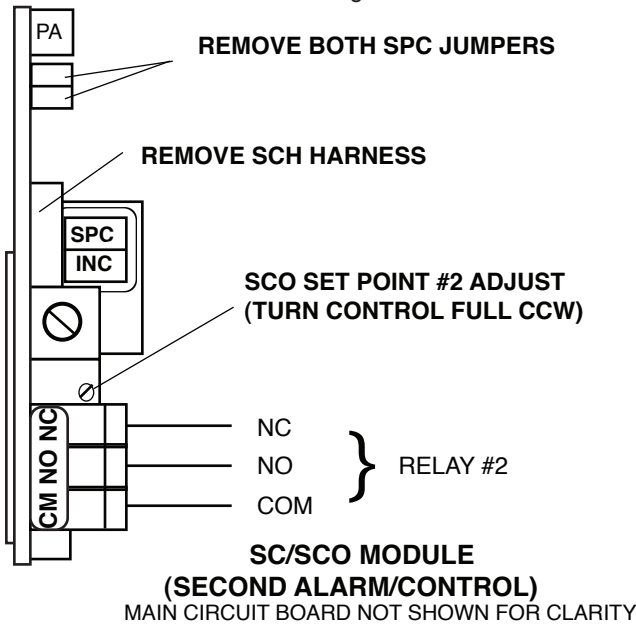 PA
REMOVE BOTH SPC JUMPERS
REMOVE SCH HARNESS
SPC
INC
SCO SET POINT #2 ADJUST
(TURN CONTROL FULL CCW)
CM NO NC
NC
NO
COM
RELAY #2
SC/SCO MODULE
(SECOND ALARM/CONTROL)
MAIN CIRCUIT BOARD NOT SHOWN FOR CLARITY